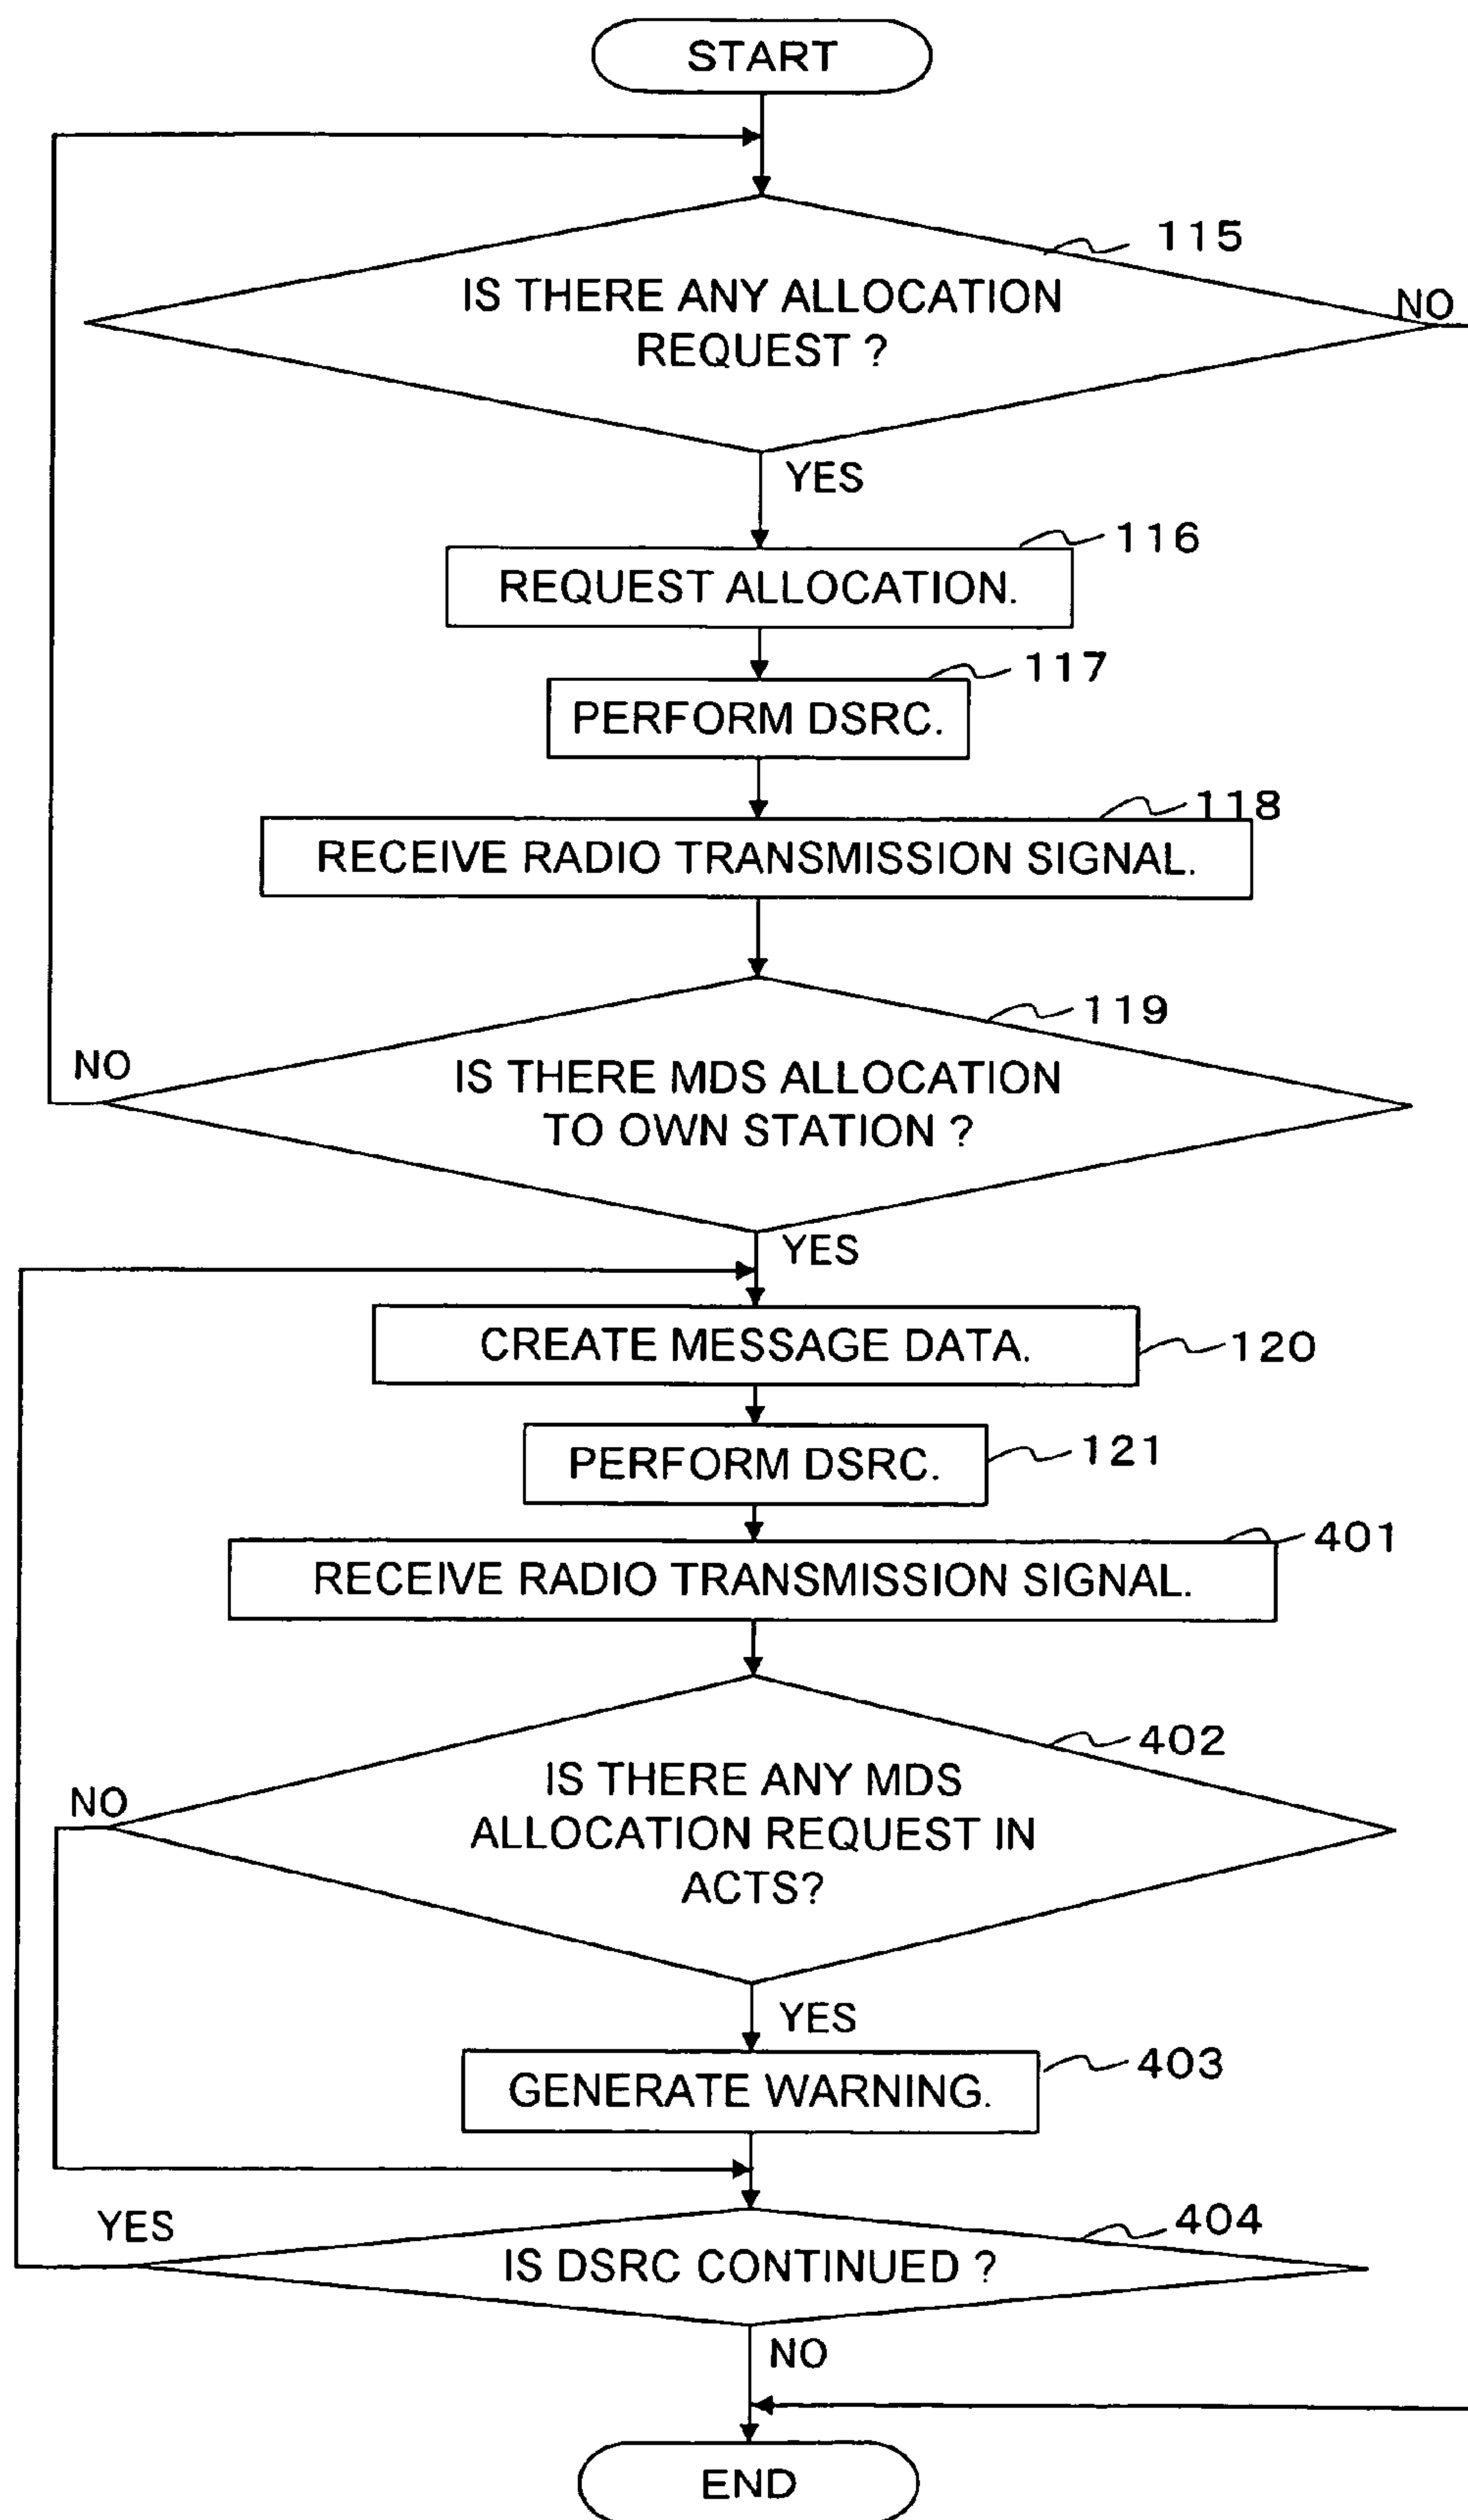 START
115
IS THERE ANY ALLOCATION
REQUEST ?
NO
YES
116
REQUEST ALLOCATION.
117
PERFORM DSRC.
118
RECEIVE RADIO TRANSMISSION SIGNAL.
119
NO
IS THERE MDS ALLOCATION
TO OWN STATION ?
YES
CREATE MESSAGE DATA.
120
PERFORM DSRC.
121
401
RECEIVE RADIO TRANSMISSION SIGNAL.
402
NO
IS THERE ANY MDS
ALLOCATION REQUEST IN
ACTS?
YES
403
GENERATE WARNING.
YES
404
IS DSRC CONTINUED ?
NO
END